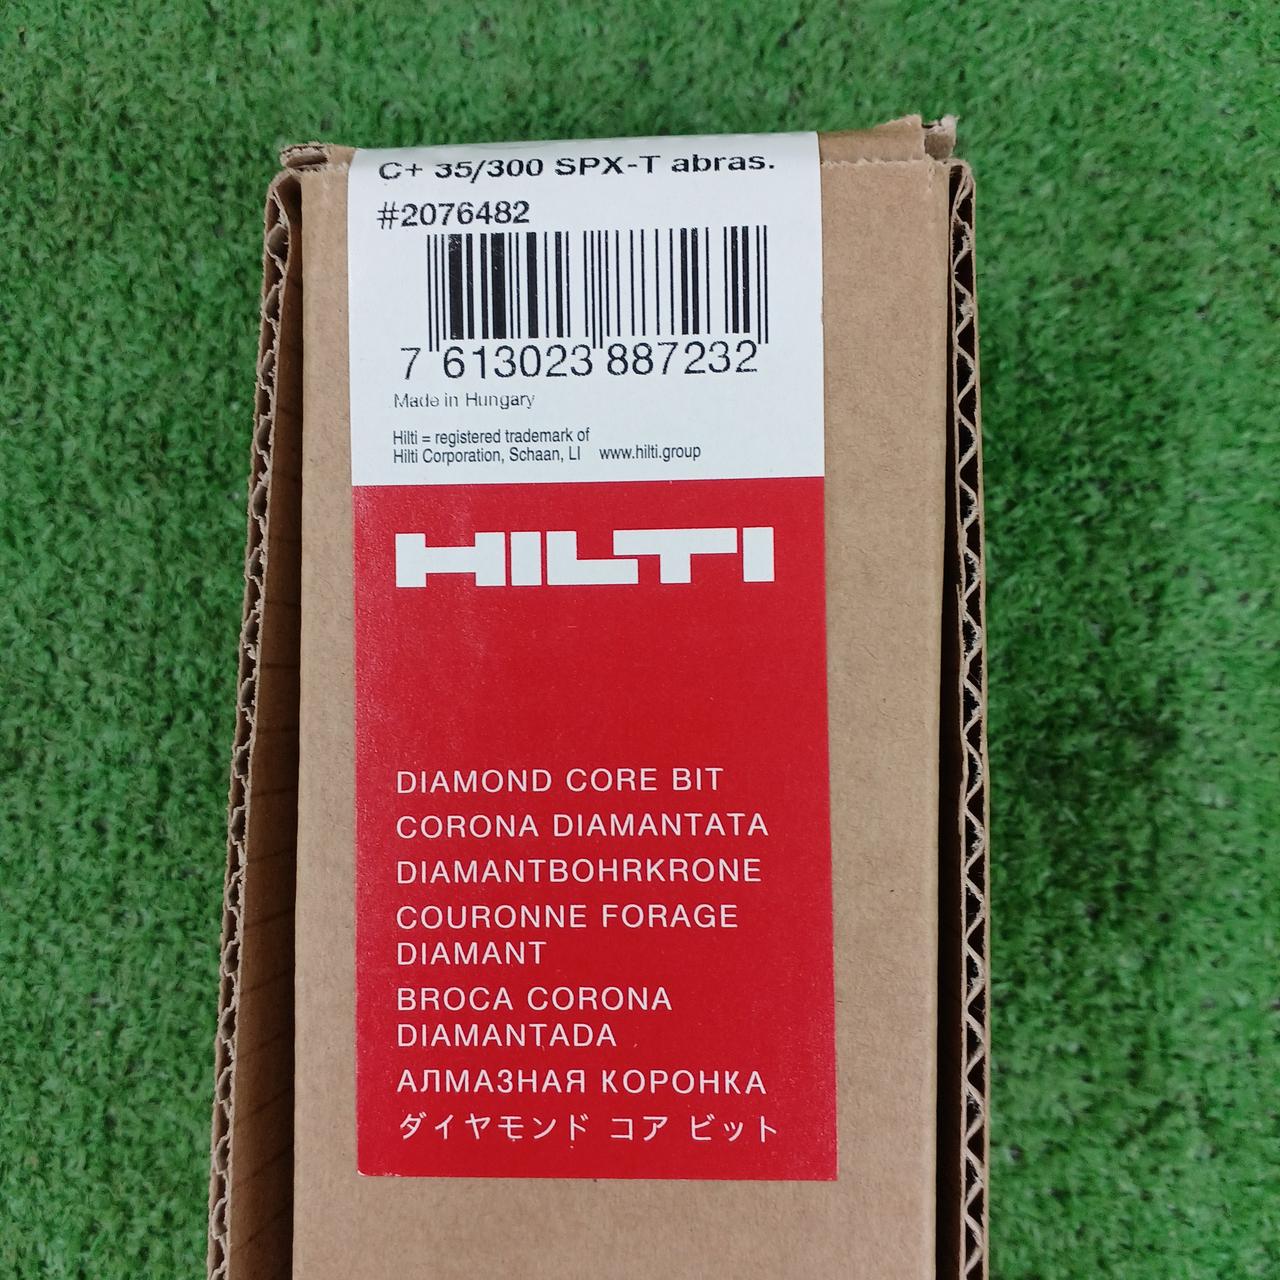 C+ 35/300 SPX-T abras.
#2076482
7 613023 887232
Made in Hungary
Hilti = registered trademark of
Hilti Corporation, Schaan, LI www.hilti.group
HILTI
DIAMOND CORE BIT
CORONA DIAMANTATA
DIAMANTBOHRKRONE
COURONNE FORAGE
DIAMANT
BROCA CORONA
DIAMANTADA
АЛМАЗНАЯ КОРОНКА
ダイヤモンド コア ビット